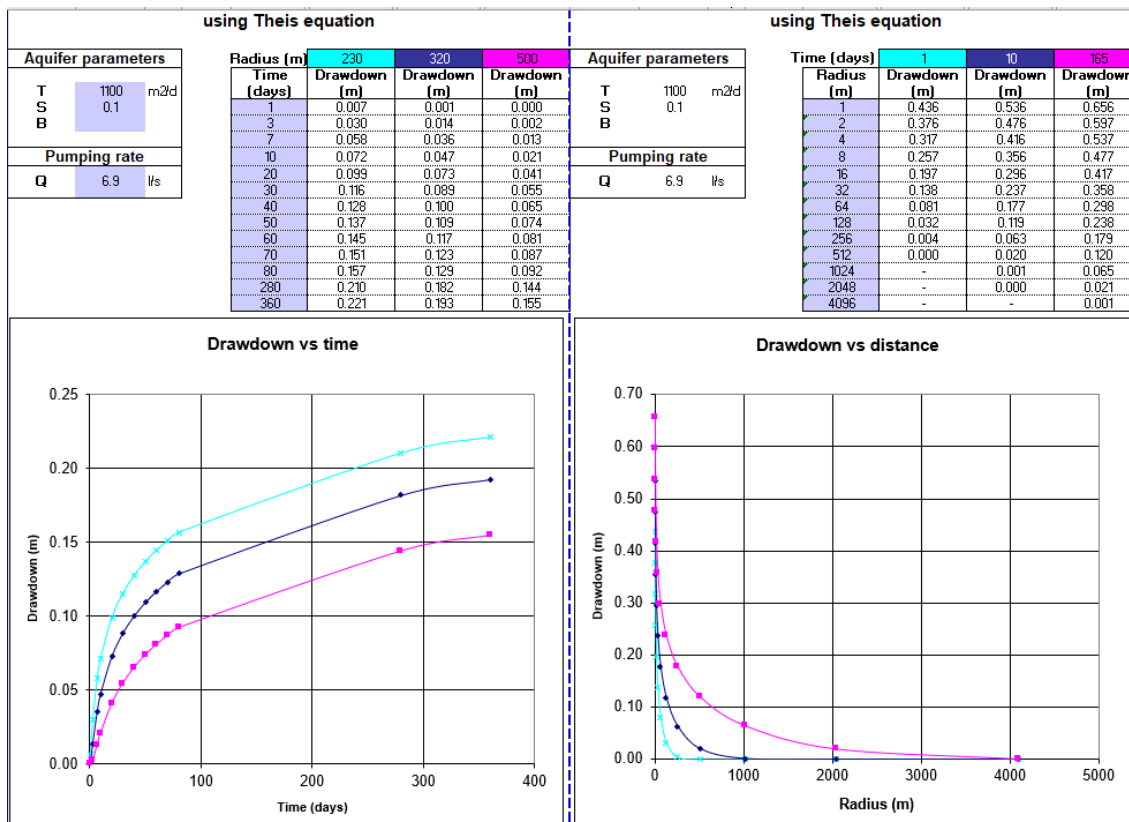 using Theis equation
Aquifer parameters
T 1100 m2/d
S 0.1
B
Pumping rate
Q 6.9 l/s
Radius (m) 230 320 500
Time (days) Drawdown (m) Drawdown (m) Drawdown (m)
1 0.007 0.001 0.000
3 0.030 0.014 0.002
7 0.058 0.036 0.013
10 0.072 0.047 0.021
20 0.099 0.073 0.041
30 0.116 0.089 0.055
40 0.128 0.100 0.065
50 0.137 0.109 0.074
60 0.145 0.117 0.081
70 0.151 0.123 0.087
80 0.157 0.129 0.092
280 0.210 0.182 0.144
360 0.221 0.193 0.155
Drawdown vs time
Drawdown (m)
0.25
0.20
0.15
0.10
0.05
0.00
0 100 200 300 400
Time (days)
using Theis equation
Aquifer parameters
T 1100 m2/d
S 0.1
B
Pumping rate
Q 6.9 l/s
Time (days) 1 10 165
Radius (m) Drawdown (m) Drawdown (m) Drawdown (m)
1 0.436 0.536 0.656
2 0.376 0.476 0.597
4 0.317 0.416 0.537
8 0.257 0.356 0.477
16 0.197 0.296 0.417
32 0.138 0.237 0.358
64 0.081 0.177 0.298
128 0.032 0.119 0.238
256 0.004 0.063 0.179
512 0.000 0.020 0.120
1024 - 0.001 0.065
2048 - 0.000 0.021
4096 - - 0.001
Drawdown vs distance
Drawdown (m)
0.70
0.60
0.50
0.40
0.30
0.20
0.10
0.00
0 1000 2000 3000 4000 5000
Radius (m)